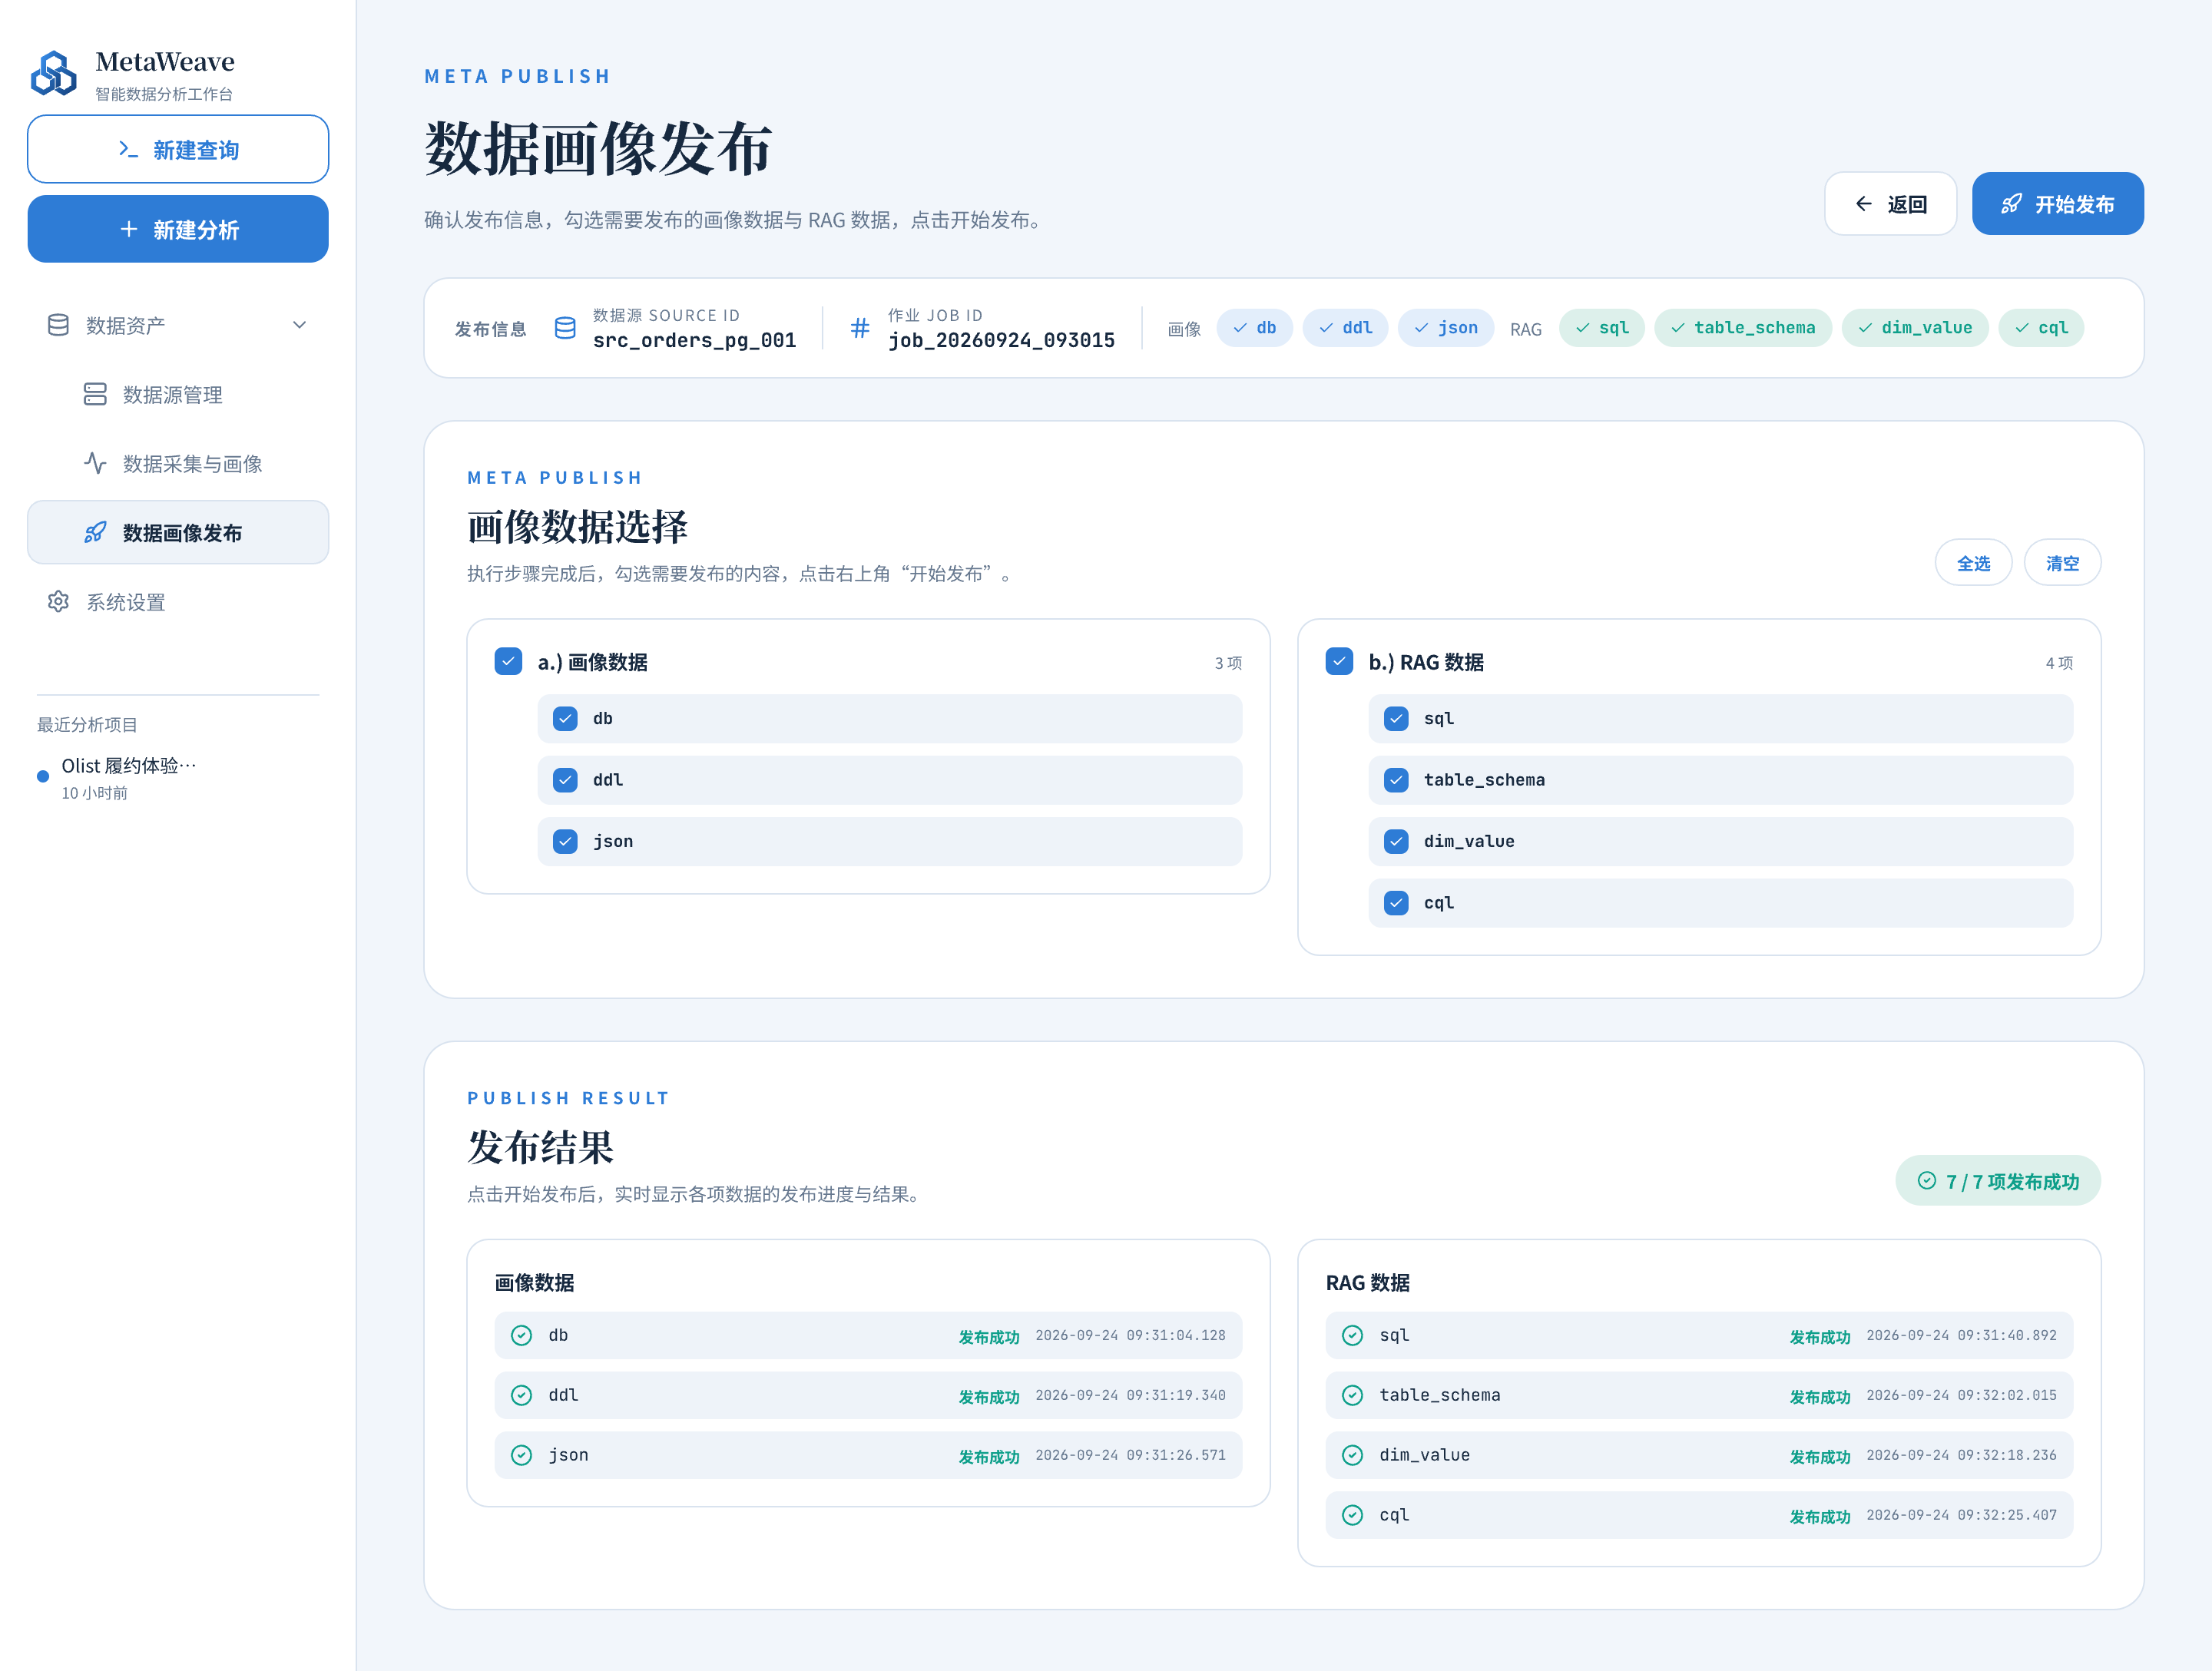 MetaWeave
智能数据分析工作台
新建查询
新建分析
数据资产
数据源管理
数据采集与画像
数据画像发布
系统设置
最近分析项目
Olist 履约体验…
10 小时前
META PUBLISH
数据画像发布
确认发布信息，勾选需要发布的画像数据与 RAG 数据，点击开始发布。
返回
开始发布
发布信息
数据源 SOURCE ID
src_orders_pg_001
作业 JOB ID
job_20260924_093015
画像 db ddl json RAG sql table_schema dim_value cql
META PUBLISH
画像数据选择
执行步骤完成后，勾选需要发布的内容，点击右上角“开始发布”。
全选 清空
a.) 画像数据 3 项
db
ddl
json
b.) RAG 数据 4 项
sql
table_schema
dim_value
cql
PUBLISH RESULT
发布结果
点击开始发布后，实时显示各项数据的发布进度与结果。
7 / 7 项发布成功
画像数据
db 发布成功 2026-09-24 09:31:04.128
ddl 发布成功 2026-09-24 09:31:19.340
json 发布成功 2026-09-24 09:31:26.571
RAG 数据
sql 发布成功 2026-09-24 09:31:40.892
table_schema 发布成功 2026-09-24 09:32:02.015
dim_value 发布成功 2026-09-24 09:32:18.236
cql 发布成功 2026-09-24 09:32:25.407